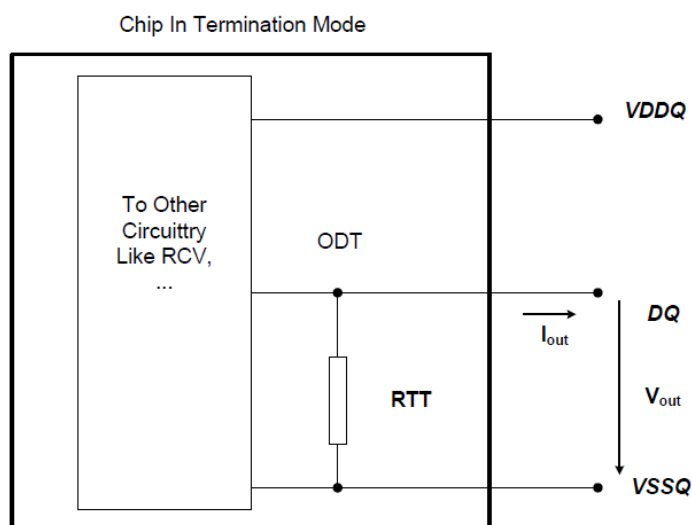 Chip In Termination Mode
VDDQ
To Other
Circuittry
Like RCV,
...
ODT
DQ
Iout
RTT
Vout
VSSQ